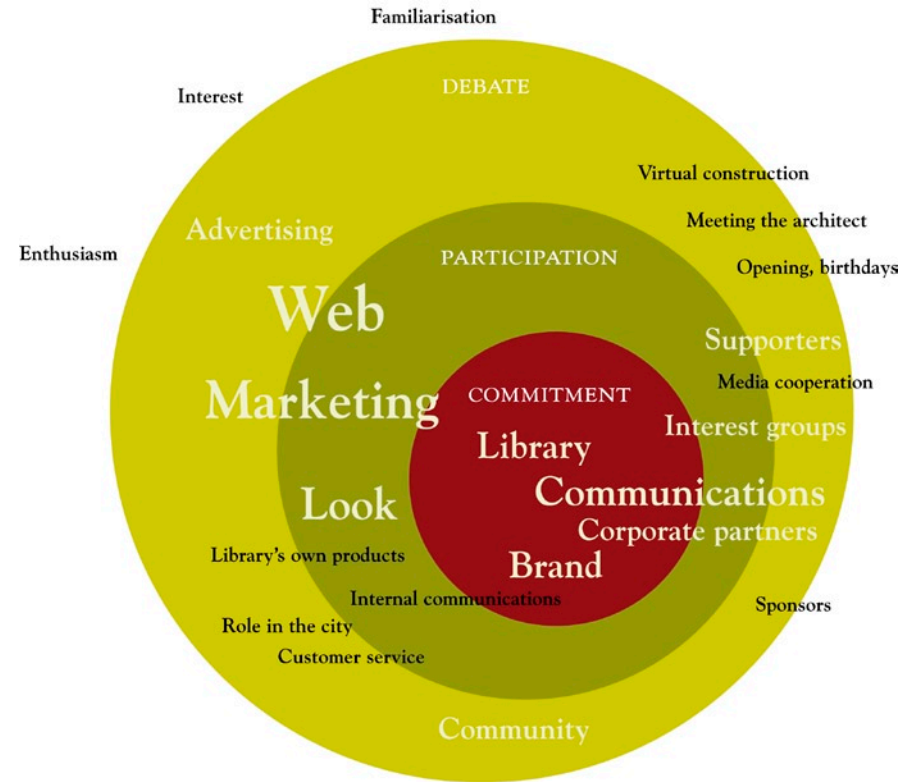 Familiarisation
DEBATE
Interest
Virtual construction
Meeting the architect
Advertising
Enthusiasm
PARTICIPATION
Opening, birthdays
Web
Supporters
Media cooperation
COMMITMENT
Marketing
Interest groups
Library
Communications
Look
Corporate partners
Library's own products
Brand
Internal communications
Sponsors
Role in the city
Customer service
Community